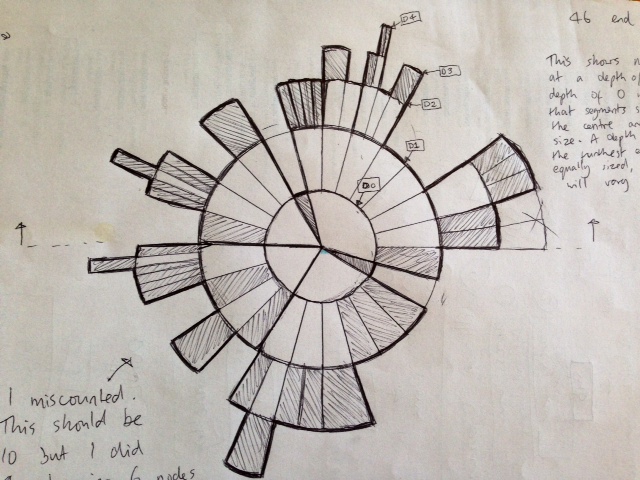 46 end
This shows n
at a depth of
depth of 0
that segments s
the centre an
size. A depth
the furthest
equally sized,
will vary
D4
D3
D2
D1
D0
I miscounted.
This should be
10 but I did
6 nodes